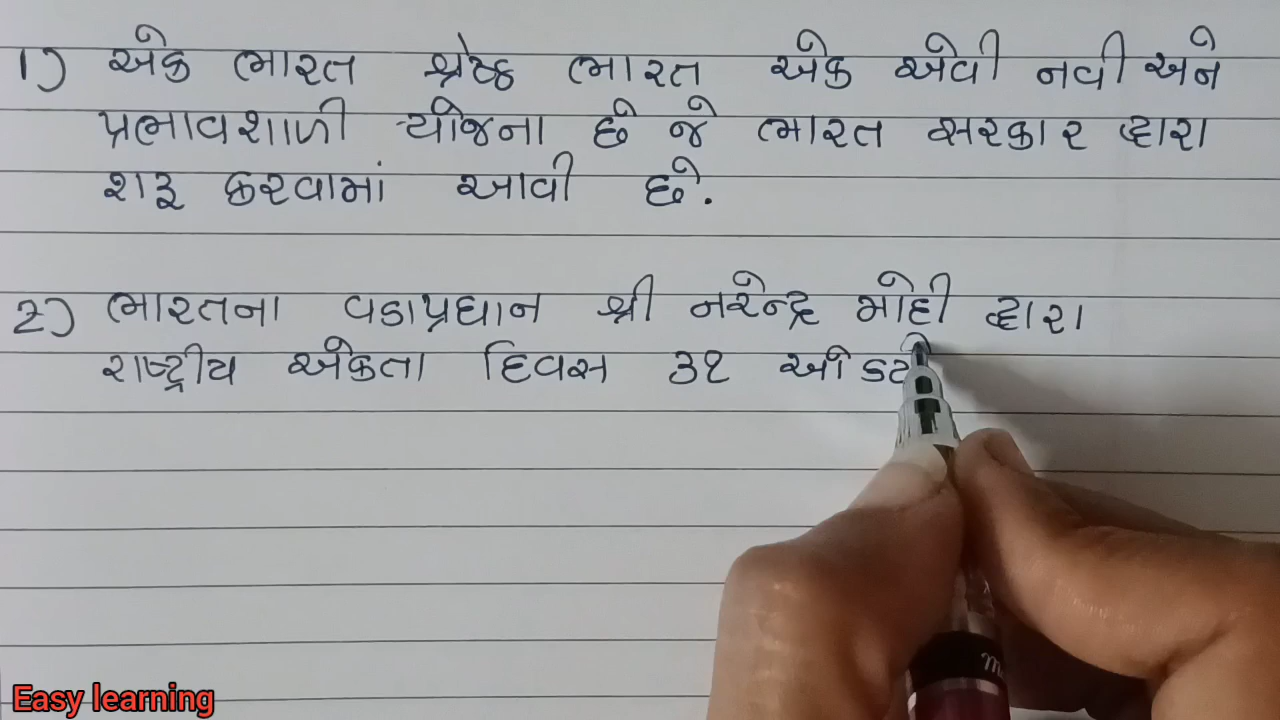 1) એક ભારત શ્રેષ્ઠ ભારત એક એવી નવી અને
પ્રભાવશાળી યોજના છે જે ભારત સરકાર દ્વારા
શરૂ કરવામાં આવી છે.
2) ભારતના વડાપ્રધાન શ્રી નરેન્દ્ર મોદી દ્વારા
રાષ્ટ્રીય એકતા દિવસ ૩૧
Easy learning